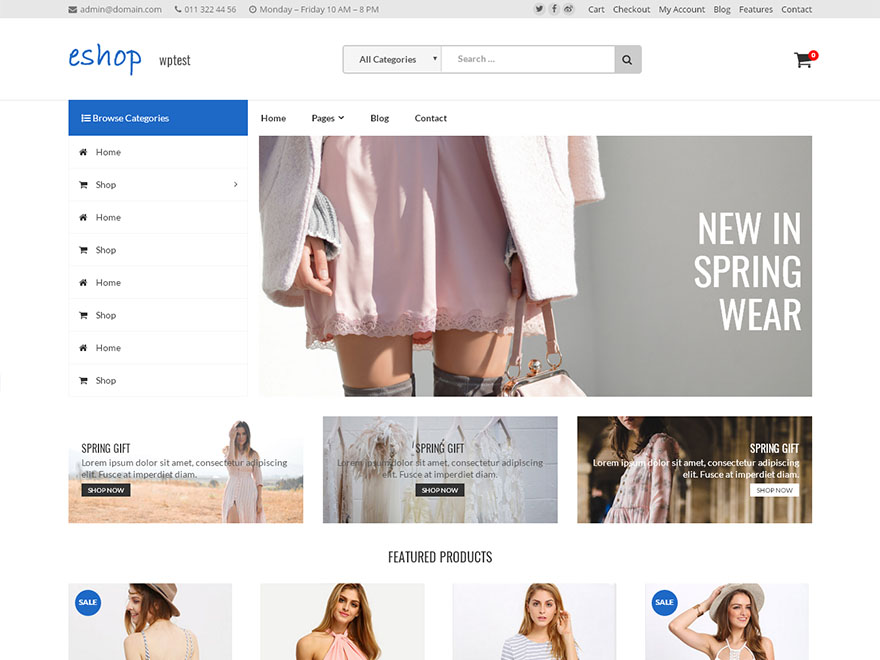 admin@domain.com 011 322 44 56 Monday – Friday 10 AM – 8 PM Cart Checkout My Account Blog Features Contact
eshop wptest All Categories Search ... 0
Browse Categories Home Pages Blog Contact
Home
Shop
Home
Shop
Home
Shop
Home
Shop
NEW IN
SPRING
WEAR
SPRING GIFT
Lorem ipsum dolor sit amet, consectetur adipiscing
elit. Fusce at imperdiet diam.
SHOP NOW
SPRING GIFT
Lorem ipsum dolor sit amet, consectetur adipiscing
elit. Fusce at imperdiet diam.
SHOP NOW
SPRING GIFT
Lorem ipsum dolor sit amet, consectetur adipiscing
elit. Fusce at imperdiet diam.
SHOP NOW
FEATURED PRODUCTS
SALE
SALE